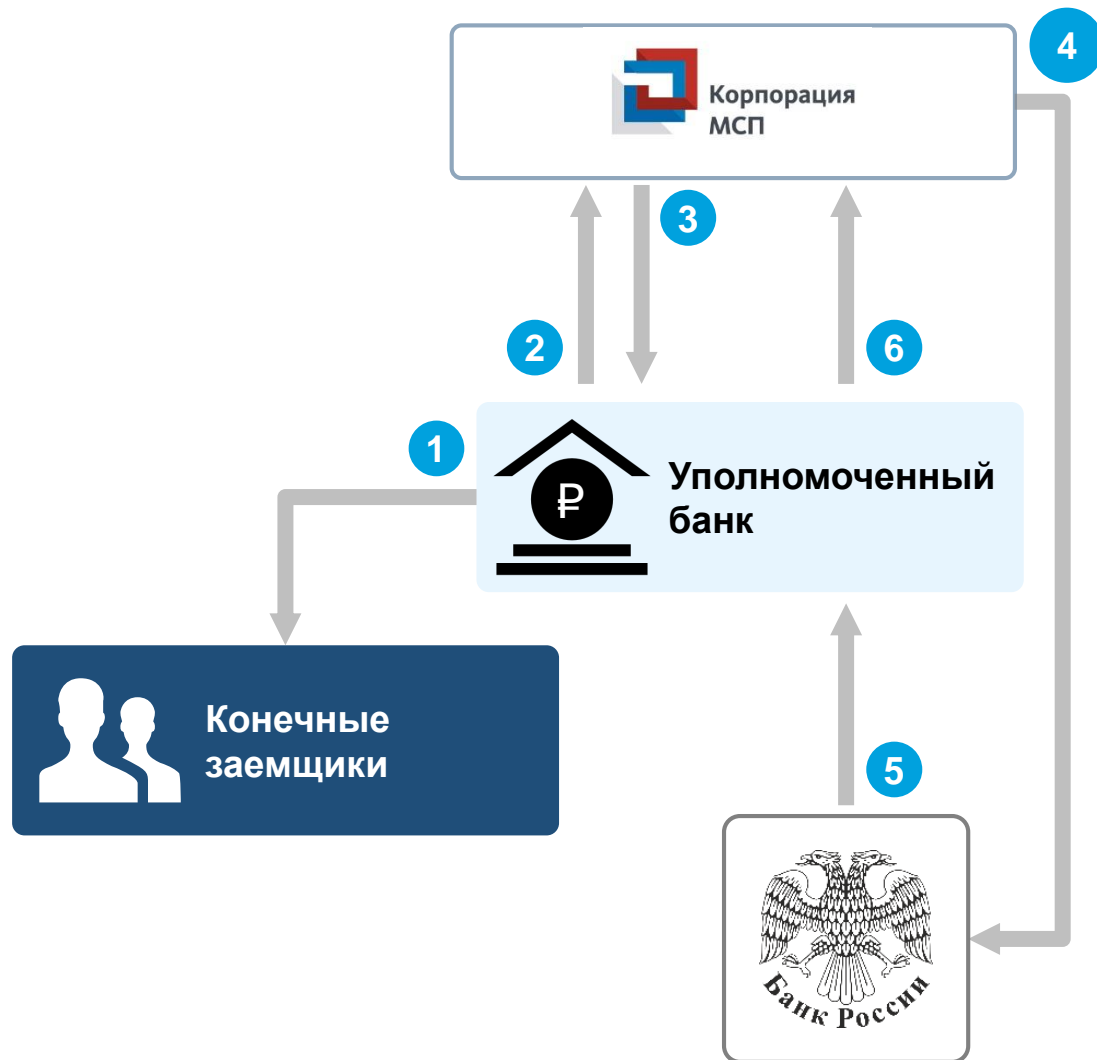 4
Корпорация
МСП
3
2
6
1
₽
Уполномоченный
банк
Конечные
заемщики
5
Банк России